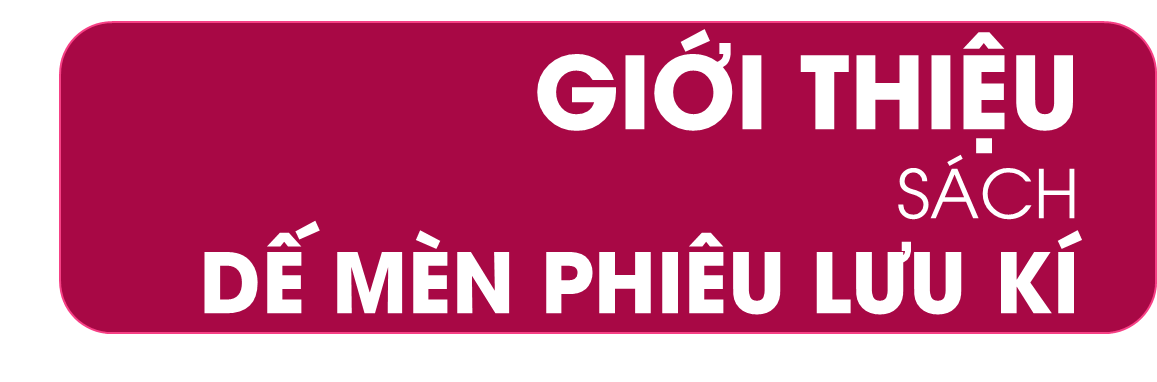 GIỚI THIỆU
SÁCH
DẾ MÈN PHIÊU LƯU KÍ